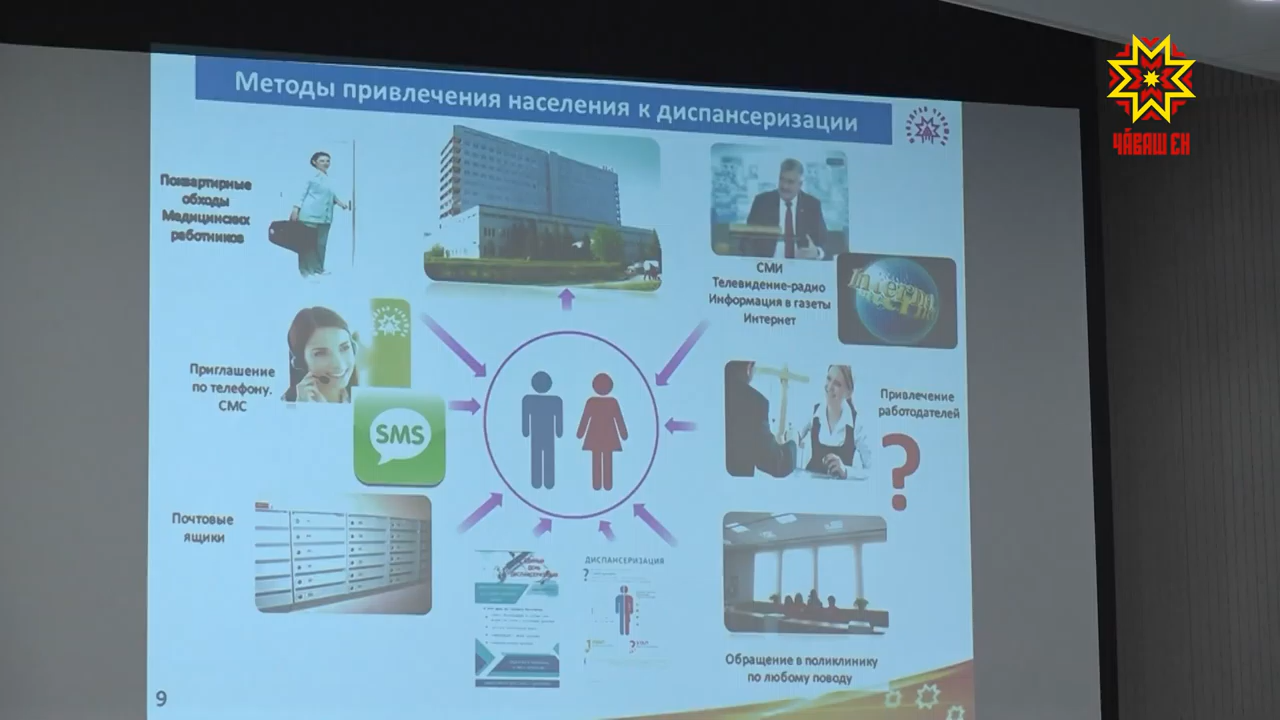 Методы привлечения населения к диспансеризации
ЧӐВАШ ЕН
Поквартирные
обходы
Медицинских
работников
СМИ
Телевидение-радио
Информация в газеты
Интернет
Приглашение
по телефону.
СМС
SMS
Привлечение
работодателей
?
Почтовые
ящики
ДИСПАНСЕРИЗАЦИЯ
Обращение в поликлинику
по любому поводу
9